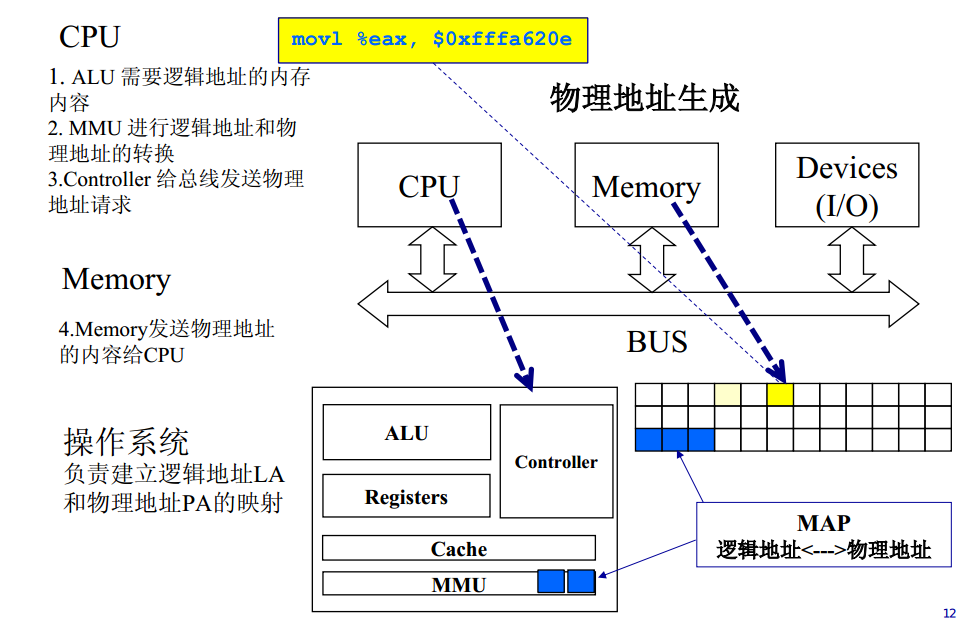 CPU
movl %eax, $0xfffa620e
1. ALU 需要逻辑地址的内存
内容
2. MMU 进行逻辑地址和物
理地址的转换
3.Controller 给总线发送物理
地址请求
物理地址生成
CPU
Memory
Devices
(I/O)
Memory
4.Memory发送物理地址
的内容给CPU
BUS
操作系统
负责建立逻辑地址LA
和物理地址PA的映射
ALU
Registers
Controller
Cache
MMU
MAP
逻辑地址<--->物理地址
12